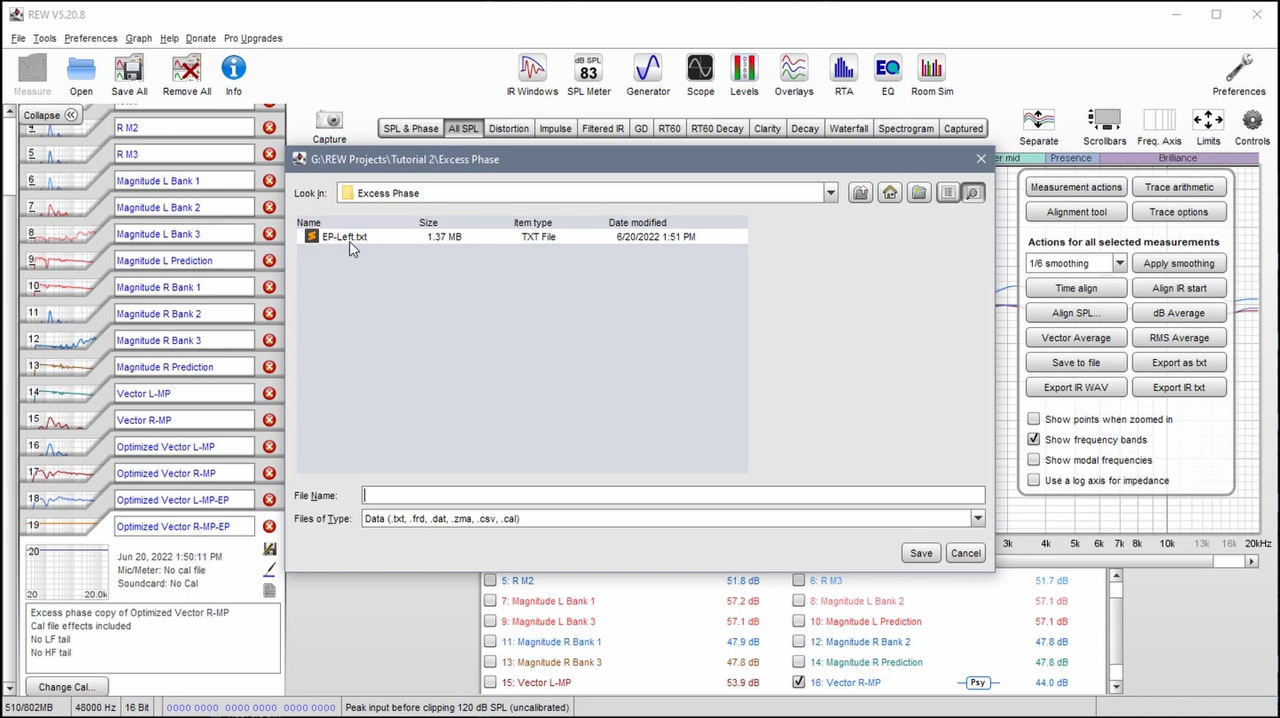 REW V5.20.8
File Tools Preferences Graph Help Donate Pro Upgrades
dB SPL
83
Measure Open Save All Remove All Info IR Windows SPL Meter Generator Scope Levels Overlays RTA EQ Room Sim Preferences
Collapse
Capture
SPL & Phase All SPL Distortion Impulse Filtered IR GD RT60 RT60 Decay Clarity Decay Waterfall Spectrogram Captured
Separate Scrollbars Freq. Axis Limits Controls
4 R M2
5 R M3
6 Magnitude L Bank 1
7 Magnitude L Bank 2
8 Magnitude L Bank 3
9 Magnitude L Prediction
10 Magnitude R Bank 1
11 Magnitude R Bank 2
12 Magnitude R Bank 3
13 Magnitude R Prediction
14 Vector L-MP
15 Vector R-MP
16 Optimized Vector L-MP
17 Optimized Vector R-MP
18 Optimized Vector L-MP-EP
19 Optimized Vector R-MP-EP
20
20 20.0k
Jun 20, 2022 1:50:11 PM
Mic/Meter: No cal file
Soundcard: No Cal
Excess phase copy of Optimized Vector R-MP
Cal file effects included
No LF tail
No HF tail
Change Cal...
G:\REW Projects\Tutorial 2\Excess Phase
Look In: Excess Phase
Name Size Item type Date modified
EP-Left.txt 1.37 MB TXT File 6/20/2022 1:51 PM
File Name:
Files of Type: Data (.txt, .frd, .dat, .zma, .csv, .cal)
Save Cancel
er mid Presence Brilliance
Measurement actions Trace arithmetic
Alignment tool Trace options
Actions for all selected measurements
1/6 smoothing Apply smoothing
Time align Align IR start
Align SPL... dB Average
Vector Average RMS Average
Save to file Export as txt
Export IR WAV Export IR txt
Show points when zoomed in
Show frequency bands
Show modal frequencies
Use a log axis for impedance
3k 4k 5k 6k 7k 8k 10k 13k 16k 20kHz
5: R M2 51.8 dB 6: R M3 51.7 dB
7: Magnitude L Bank 1 57.2 dB 8: Magnitude L Bank 2 57.1 dB
9: Magnitude L Bank 3 57.1 dB 10: Magnitude L Prediction 57.1 dB
11: Magnitude R Bank 1 47.9 dB 12: Magnitude R Bank 2 47.8 dB
13: Magnitude R Bank 3 47.8 dB 14: Magnitude R Prediction 47.8 dB
15: Vector L-MP 53.9 dB 16: Vector R-MP Psy 44.0 dB
510/802MB 48000 Hz 16 Bit 0000 0000 0000 0000 0000 0000 Peak input before clipping 120 dB SPL (uncalibrated)